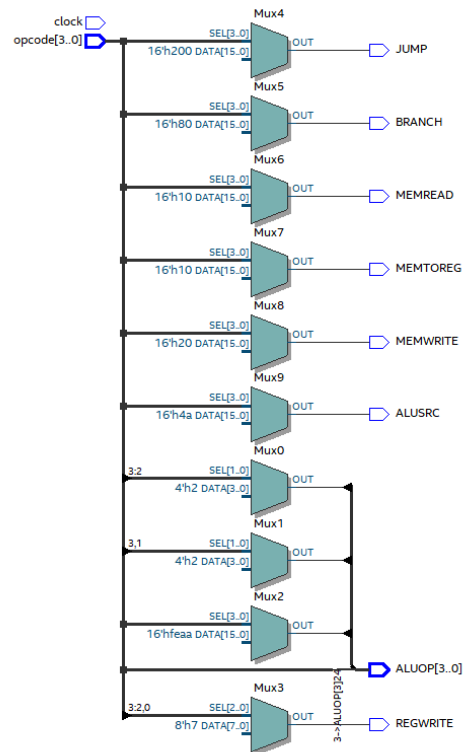 clock
opcode[3..0]
Mux4
SEL[3..0]
16'h200 DATA[15..0]
OUT
JUMP
Mux5
SEL[3..0]
16'h80 DATA[15..0]
OUT
BRANCH
Mux6
SEL[3..0]
16'h10 DATA[15..0]
OUT
MEMREAD
Mux7
SEL[3..0]
16'h10 DATA[15..0]
OUT
MEMTOREG
Mux8
SEL[3..0]
16'h20 DATA[15..0]
OUT
MEMWRITE
Mux9
SEL[3..0]
16'h4a DATA[15..0]
OUT
ALUSRC
Mux0
3:2
SEL[1..0]
4'h2 DATA[3..0]
OUT
Mux1
3,1
SEL[1..0]
4'h2 DATA[3..0]
OUT
Mux2
SEL[3..0]
16'hfeaa DATA[15..0]
OUT
3->ALUOP[3]24
ALUOP[3..0]
Mux3
3:2,0
SEL[2..0]
8'h7 DATA[7..0]
OUT
REGWRITE